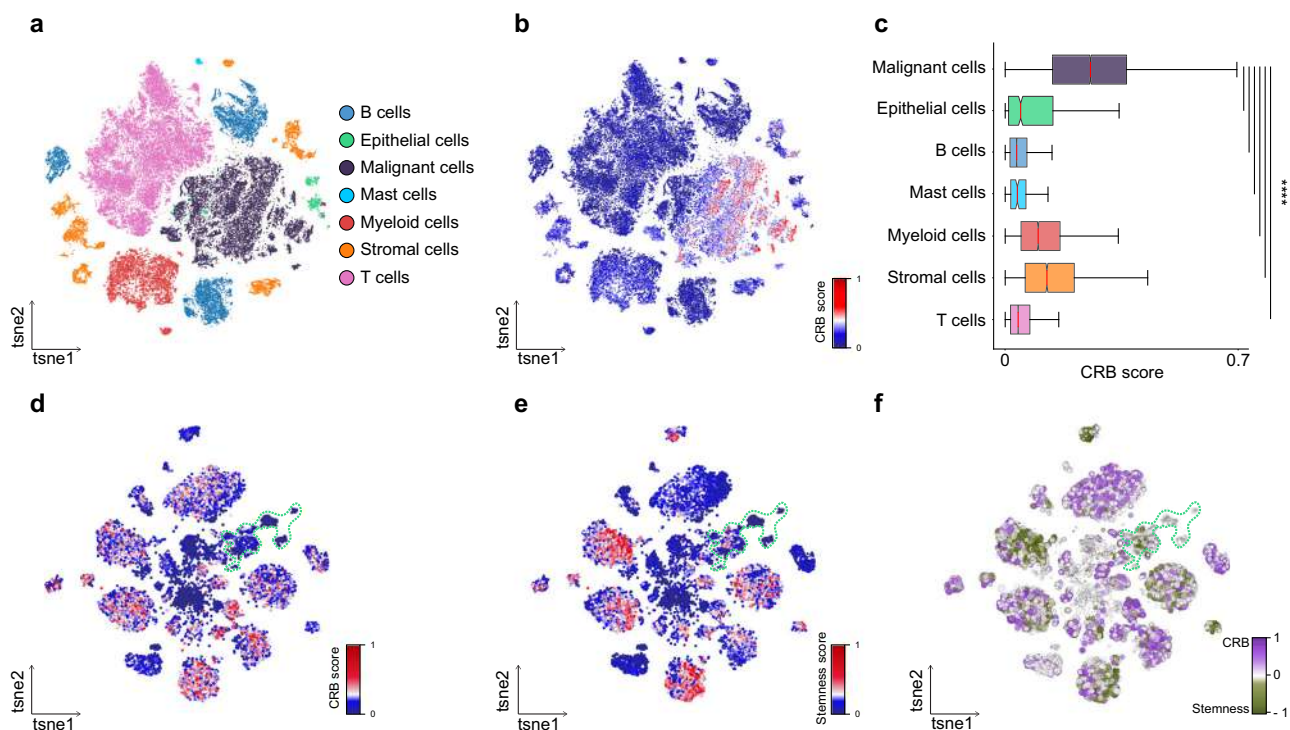 a
B cells
Epithelial cells
Malignant cells
Mast cells
Myeloid cells
Stromal cells
T cells
tsne2
tsne1
b
tsne2
tsne1
CRB score
1
0
c
Malignant cells
Epithelial cells
B cells
Mast cells
Myeloid cells
Stromal cells
T cells
0
0.7
CRB score
****
d
tsne2
tsne1
CRB score
1
0
e
tsne2
tsne1
Stemness score
1
0
f
tsne2
tsne1
CRB
Stemness
1
0
- 1